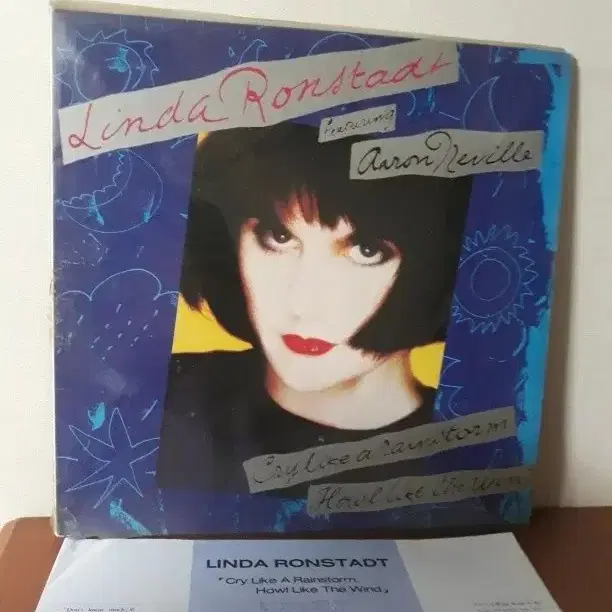 Linda Ronstadt
featuring
Aaron Neville
Cry Like a Rainstorm
Howl Like The Wind
LINDA RONSTADT
「Cry Like A Rainstorm,
Howl Like The Wind」